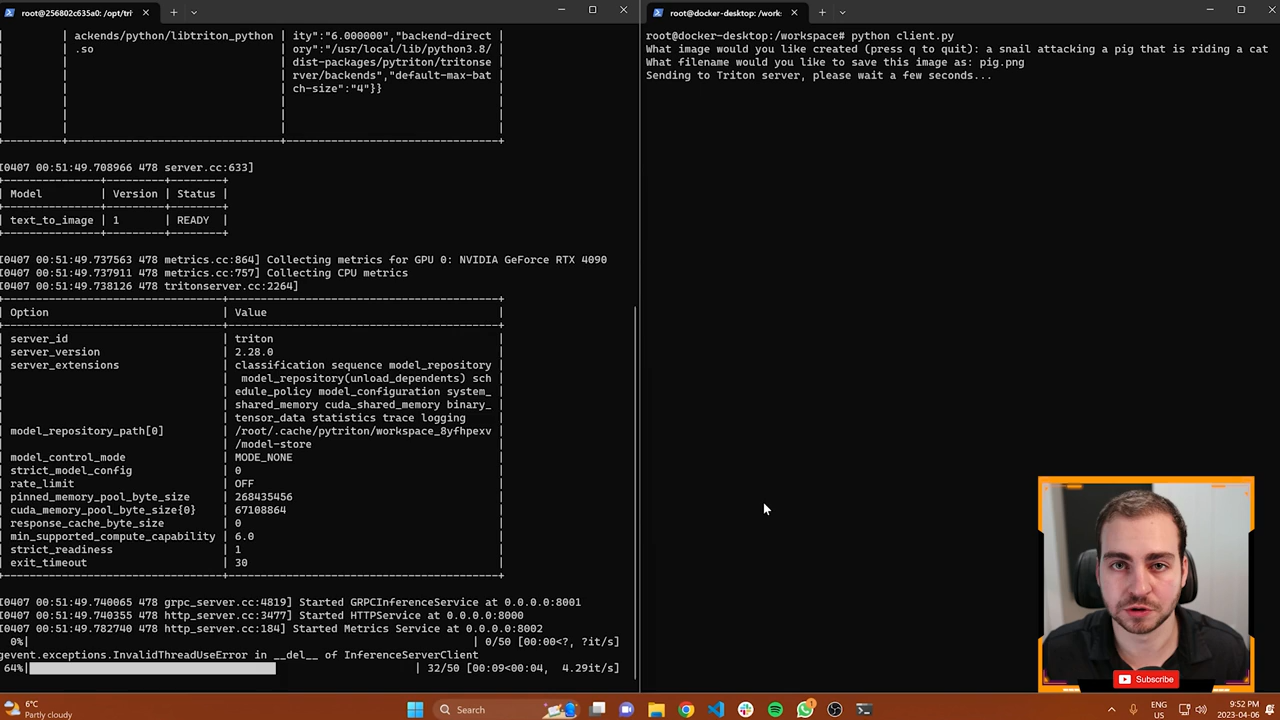 root@256802c635a0: /opt/tri
ackends/python/libtriton_python | ity":"6.000000","backend-direct |
.so | ory":"/usr/local/lib/python3.8/ |
dist-packages/pytriton/tritonse |
rver/backends","default-max-bat |
ch-size":"4"}} |
I0407 00:51:49.708966 478 server.cc:633]
| Model | Version | Status |
| text_to_image | 1 | READY |
I0407 00:51:49.737563 478 metrics.cc:864] Collecting metrics for GPU 0: NVIDIA GeForce RTX 4090
I0407 00:51:49.737911 478 metrics.cc:757] Collecting CPU metrics
I0407 00:51:49.738126 478 tritonserver.cc:2264]
| Option | Value |
| server_id | triton |
| server_version | 2.28.0 |
| server_extensions | classification sequence model_repository |
| | model_repository(unload_dependents) sch |
| | edule_policy model_configuration system_ |
| | shared_memory cuda_shared_memory binary_ |
| | tensor_data statistics trace logging |
| model_repository_path[0] | /root/.cache/pytriton/workspace_8yfhpexv |
| | /model-store |
| model_control_mode | MODE_NONE |
| strict_model_config | 0 |
| rate_limit | OFF |
| pinned_memory_pool_byte_size | 268435456 |
| cuda_memory_pool_byte_size{0} | 67108864 |
| response_cache_byte_size | 0 |
| min_supported_compute_capability | 6.0 |
| strict_readiness | 1 |
| exit_timeout | 30 |
I0407 00:51:49.740065 478 grpc_server.cc:4819] Started GRPCInferenceService at 0.0.0.0:8001
I0407 00:51:49.740355 478 http_server.cc:3477] Started HTTPService at 0.0.0.0:8000
I0407 00:51:49.782740 478 http_server.cc:184] Started Metrics Service at 0.0.0.0:8002
0%| | 0/50 [00:00<?, ?it/s]
gevent.exceptions.InvalidThreadUseError in __del__ of InferenceServerClient
64%| | 32/50 [00:09<00:04, 4.29it/s]
root@docker-desktop: /works
root@docker-desktop:/workspace# python client.py
What image would you like created (press q to quit): a snail attacking a pig that is riding a cat
What filename would you like to save this image as: pig.png
Sending to Triton server, please wait a few seconds...
Subscribe
6°C
Partly cloudy
Search
ENG
US
9:52 PM
2023-04-06